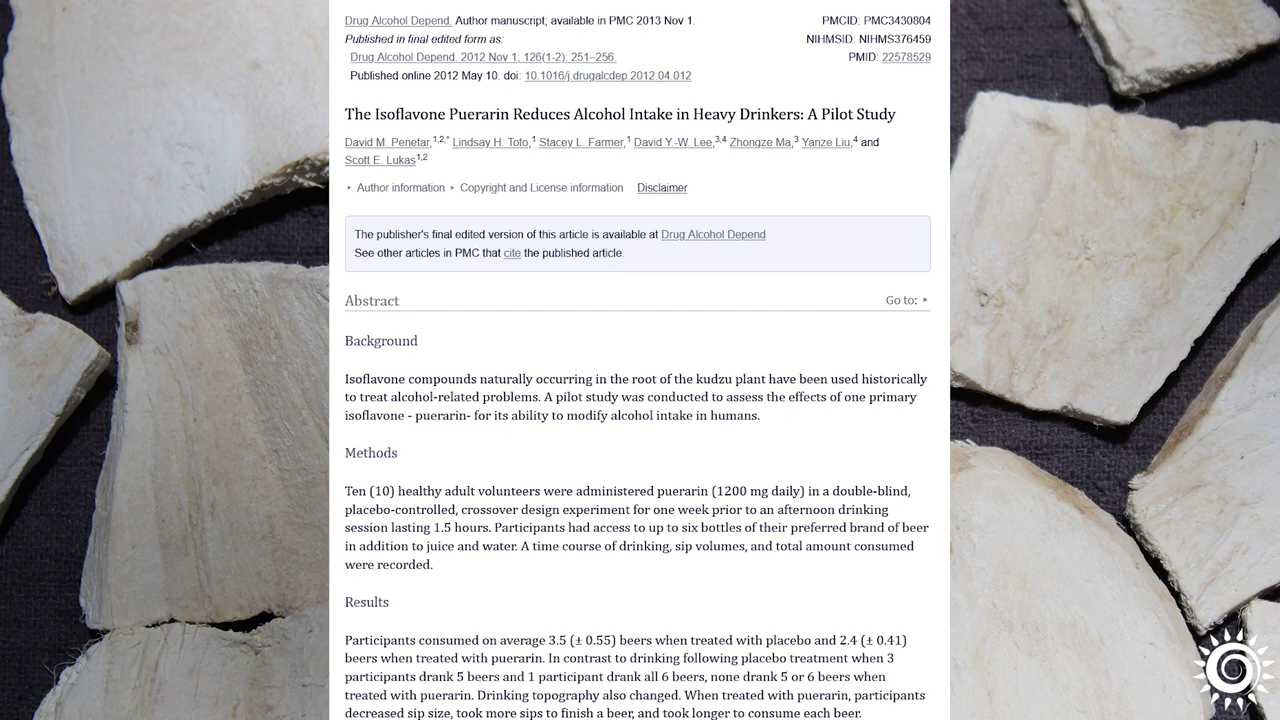 Drug Alcohol Depend. Author manuscript; available in PMC 2013 Nov 1.
PMCID: PMC3430804
Published in final edited form as:
NIHMSID: NIHMS376459
Drug Alcohol Depend. 2012 Nov 1; 126(1-2): 251–256.
PMID: 22578529
Published online 2012 May 10. doi: 10.1016/j.drugalcdep.2012.04.012
The Isoflavone Puerarin Reduces Alcohol Intake in Heavy Drinkers: A Pilot Study
David M. Penetar,1,2,* Lindsay H. Toto,1 Stacey L. Farmer,1 David Y.-W. Lee,3,4 Zhongze Ma,3 Yanze Liu,4 and
Scott E. Lukas1,2
▸ Author information ▸ Copyright and License information Disclaimer
The publisher's final edited version of this article is available at Drug Alcohol Depend
See other articles in PMC that cite the published article.
Abstract
Go to: ▸
Background
Isoflavone compounds naturally occurring in the root of the kudzu plant have been used historically
to treat alcohol-related problems. A pilot study was conducted to assess the effects of one primary
isoflavone - puerarin- for its ability to modify alcohol intake in humans.
Methods
Ten (10) healthy adult volunteers were administered puerarin (1200 mg daily) in a double-blind,
placebo-controlled, crossover design experiment for one week prior to an afternoon drinking
session lasting 1.5 hours. Participants had access to up to six bottles of their preferred brand of beer
in addition to juice and water. A time course of drinking, sip volumes, and total amount consumed
were recorded.
Results
Participants consumed on average 3.5 (± 0.55) beers when treated with placebo and 2.4 (± 0.41)
beers when treated with puerarin. In contrast to drinking following placebo treatment when 3
participants drank 5 beers and 1 participant drank all 6 beers, none drank 5 or 6 beers when
treated with puerarin. Drinking topography also changed. When treated with puerarin, participants
decreased sip size, took more sips to finish a beer, and took longer to consume each beer.